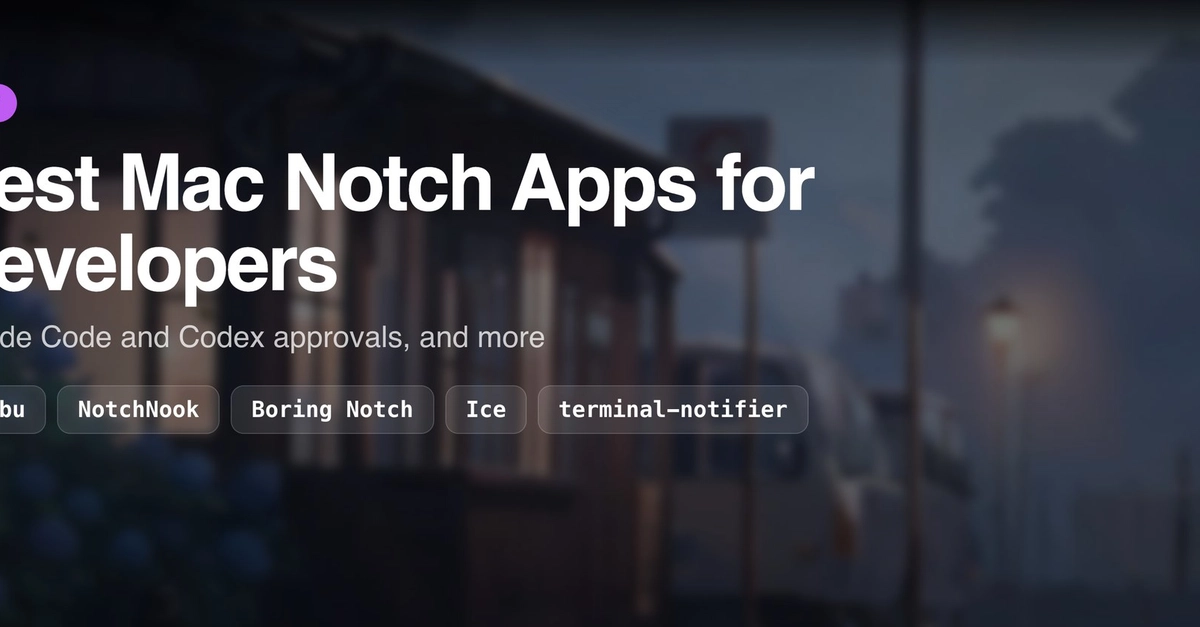 est Mac Notch Apps for
evelopers
de Code and Codex approvals, and more
bu NotchNook Boring Notch Ice terminal-notifier